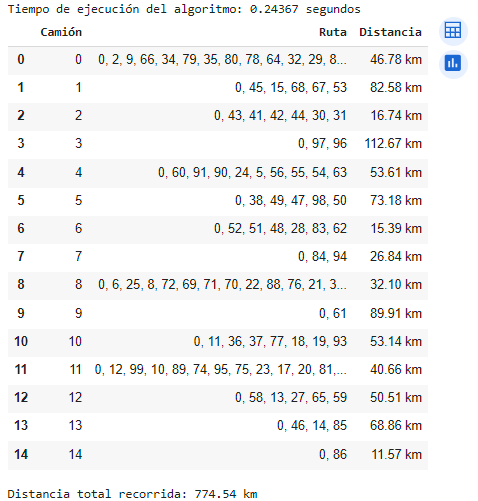 Tiempo de ejecución del algoritmo: 0.24367 segundos
Camión Ruta Distancia
0 0 0, 2, 9, 66, 34, 79, 35, 80, 78, 64, 32, 29, 8... 46.78 km
1 1 0, 45, 15, 68, 67, 53 82.58 km
2 2 0, 43, 41, 42, 44, 30, 31 16.74 km
3 3 0, 97, 96 112.67 km
4 4 0, 60, 91, 90, 24, 5, 56, 55, 54, 63 53.61 km
5 5 0, 38, 49, 47, 98, 50 73.18 km
6 6 0, 52, 51, 48, 28, 83, 62 15.39 km
7 7 0, 84, 94 26.84 km
8 8 0, 6, 25, 8, 72, 69, 71, 70, 22, 88, 76, 21, 3... 32.10 km
9 9 0, 61 89.91 km
10 10 0, 11, 36, 37, 77, 18, 19, 93 53.14 km
11 11 0, 12, 99, 10, 89, 74, 95, 75, 23, 17, 20, 81,... 40.66 km
12 12 0, 58, 13, 27, 65, 59 50.51 km
13 13 0, 46, 14, 85 68.86 km
14 14 0, 86 11.57 km
Distancia total recorrida: 774.54 km